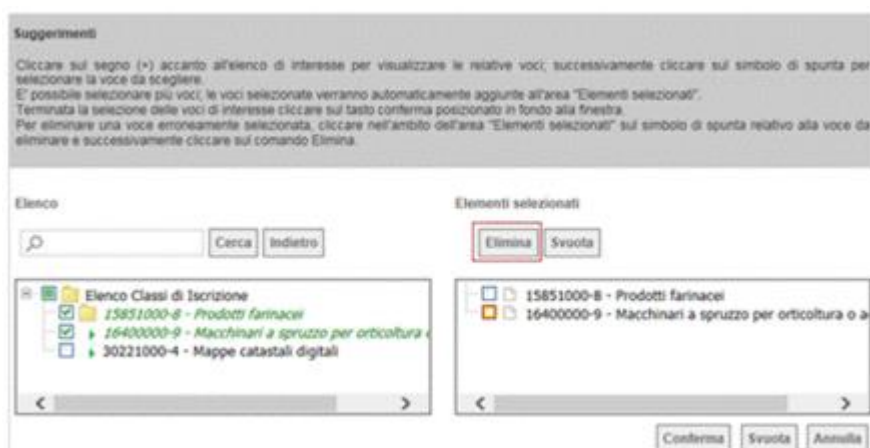 Suggerimenti
Cliccare sul segno (+) accanto all'elenco di interesse per visualizzare le relative voci; successivamente cliccare sul simbolo di spunta per
selezionare la voce da scegliere.
E' possibile selezionare più voci; le voci selezionate verranno automaticamente aggiunte all'area "Elementi selezionati".
Terminata la selezione delle voci di interesse cliccare sul tasto conferma posizionato in fondo alla finestra.
Per eliminare una voce erroneamente selezionata, cliccare nell'ambito dell'area "Elementi selezionati" sul simbolo di spunta relativo alla voce da
eliminare e successivamente cliccare sul comando Elimina.
Elenco
Cerca Indietro
Elenco Classi di Iscrizione
15851000-8 - Prodotti farinacei
16400000-9 - Macchinari a spruzzo per orticoltura o
30221000-4 - Mappe catastali digitali
Elementi selezionati
Elimina Svuota
15851000-8 - Prodotti farinacei
16400000-9 - Macchinari a spruzzo per orticoltura o a
Conferma Svuota Annulla